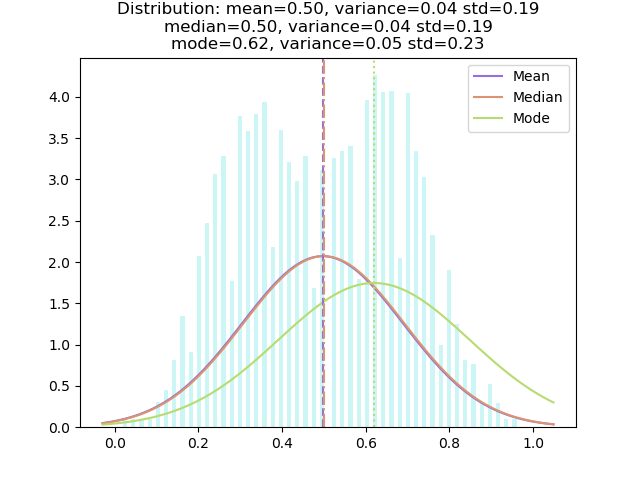 Distribution: mean=0.50, variance=0.04 std=0.19
median=0.50, variance=0.04 std=0.19
mode=0.62, variance=0.05 std=0.23
Mean
Median
Mode
4.0
3.5
3.0
2.5
2.0
1.5
1.0
0.5
0.0
0.0 0.2 0.4 0.6 0.8 1.0